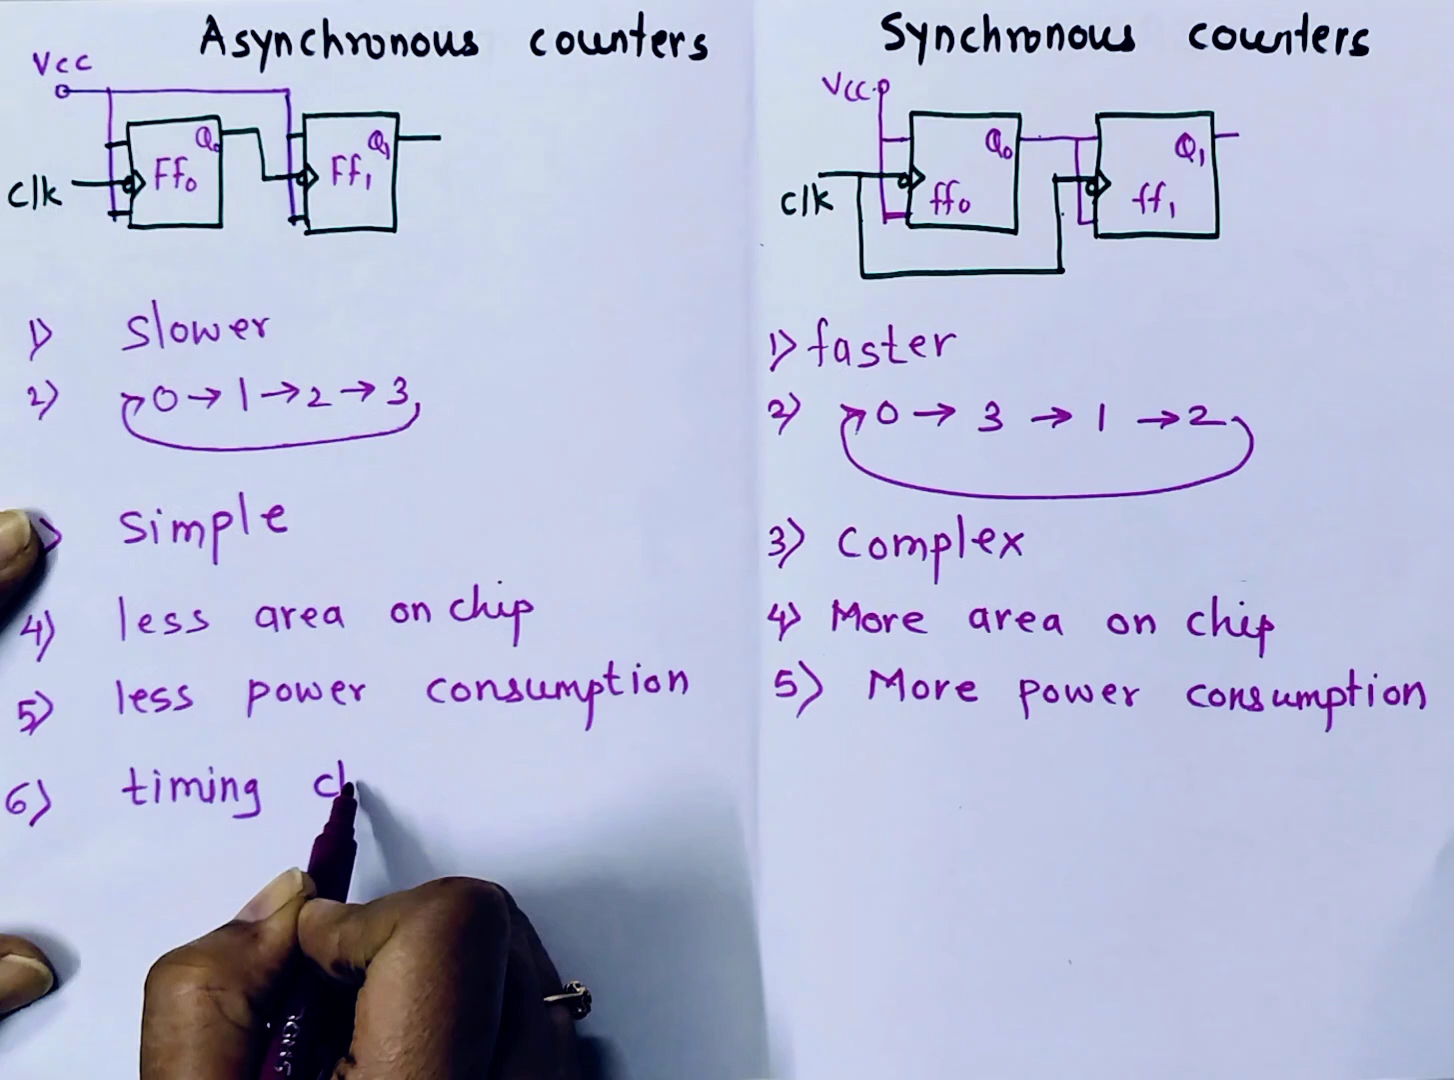 Asynchronous counters
Vcc
Clk
Q₀
Ff₀
Q₁
Ff₁
1) Slower
2) 0 → 1 → 2 → 3
) Simple
4) less area on chip
5) less power consumption
6) timing ch
Synchronous counters
Vcc
Clk
Q₀
ff₀
Q₁
ff₁
1) faster
2) 0 → 3 → 1 → 2
3) Complex
4) More area on chip
5) More power consumption